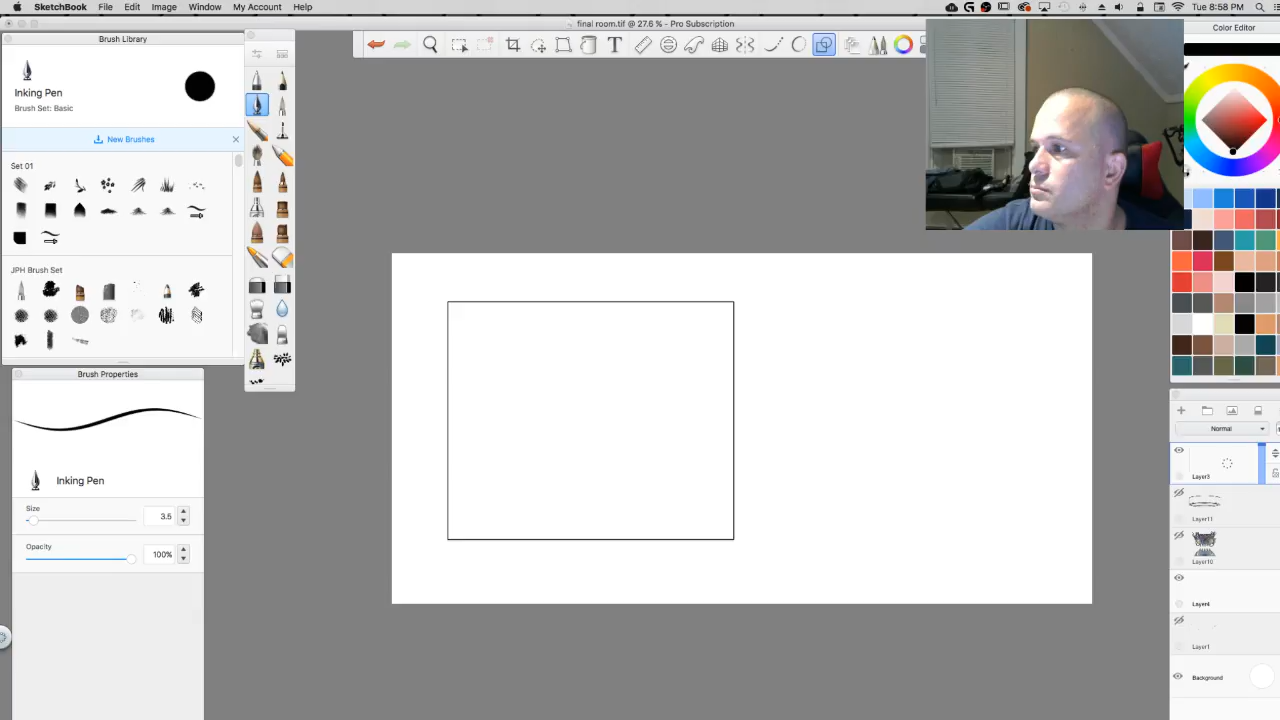 SketchBook File Edit Image Window My Account Help
Tue 8:58 PM
Brush Library
final room.tif @ 27.6 % - Pro Subscription
Color Editor
Inking Pen
Brush Set: Basic
New Brushes
Set 01
JPH Brush Set
Brush Properties
Inking Pen
Size
3.5
Opacity
100%
Normal
Layer3
Layer11
Layer10
Layer4
Layer1
Background